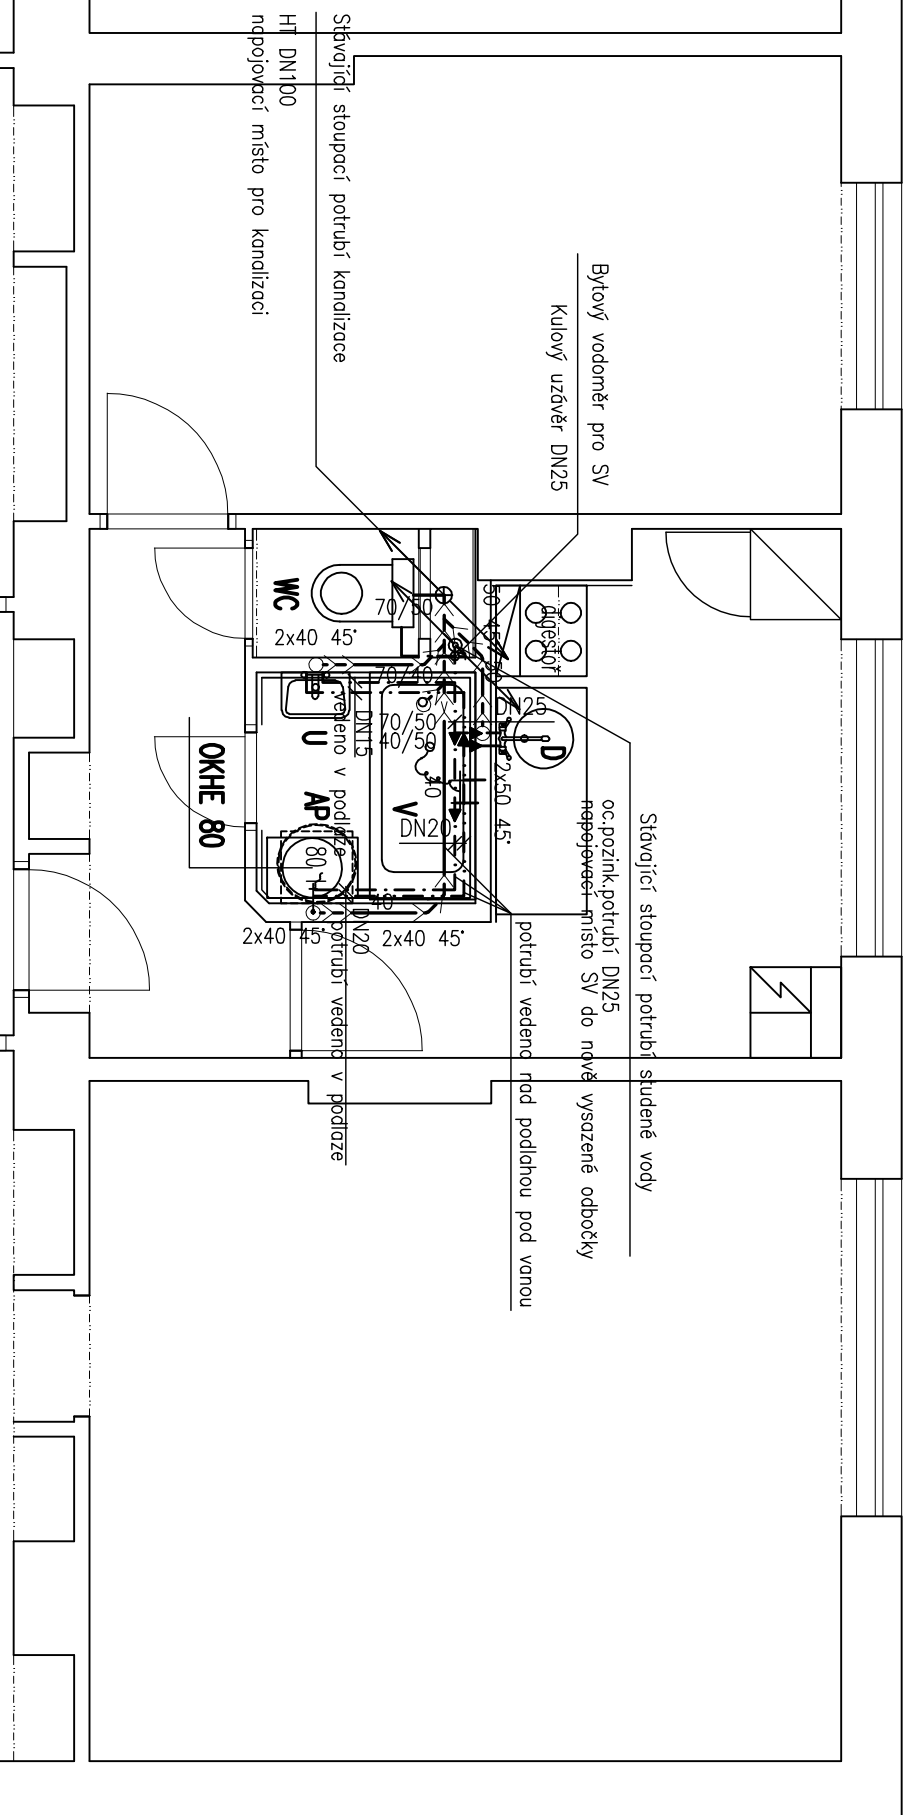 Stávající stoupací potrubí kanalizace
HT DN100
napojovací místo pro kanalizaci
Bytový vodoměr pro SV
Kulový uzávěr DN25
Stávající stoupací potrubí studené vody
oc.pozink.potrubí DN25
napojovací místo SV do nově vysazené odbočky
potrubí vedeno nad podlahou pod vanou
potrubí vedeno v podlaze
vedeno v podlaze
digestoř
WC
2x40 45°
70/50
70/40
DN25
D
2x50 45°
70/50
40/50
DN15
40
U
V
DN20
AP
80 l
OKHE 80
40
DN20
2x40 45°
2x40 45°